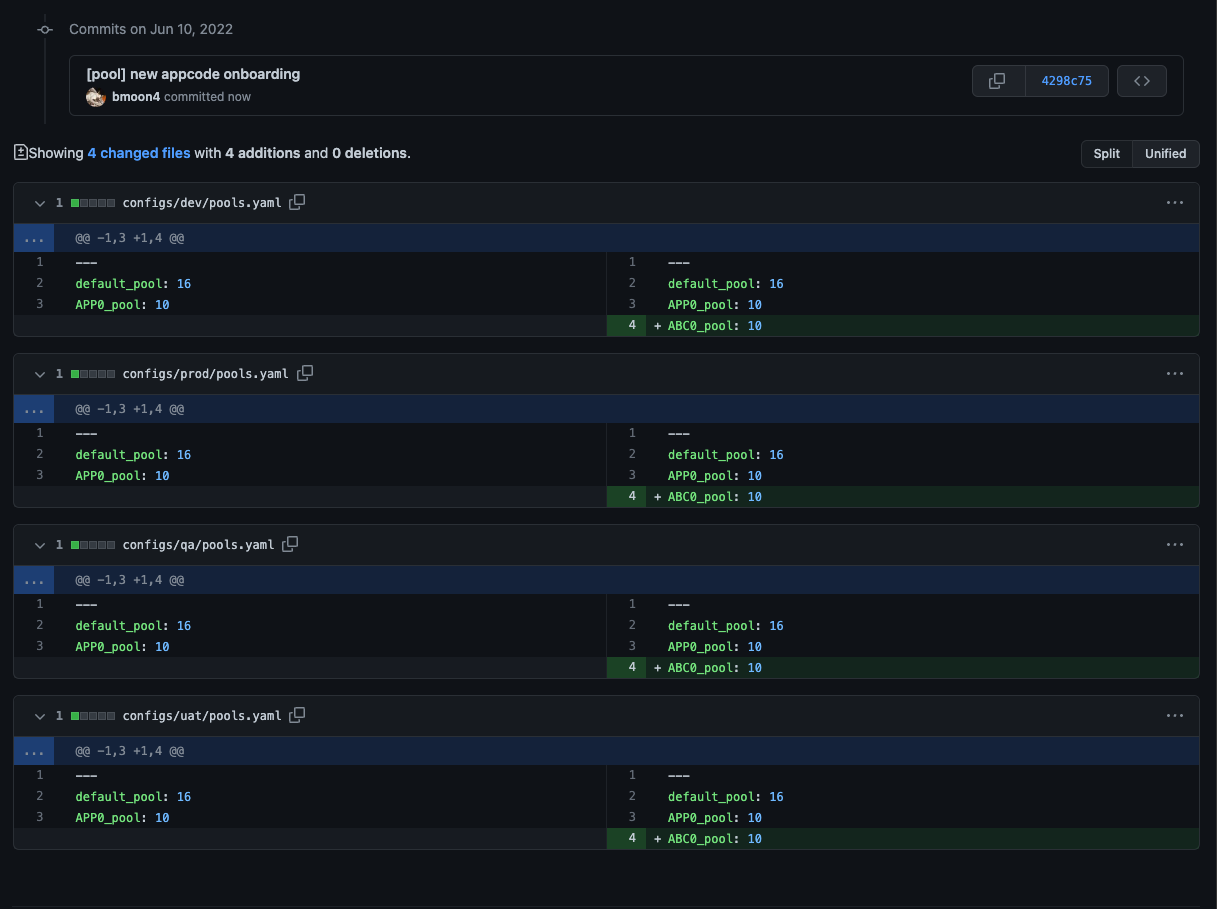 Commits on Jun 10, 2022
[pool] new appcode onboarding
bmoon4 committed now
4298c75
Showing 4 changed files with 4 additions and 0 deletions.
Split Unified
1 configs/dev/pools.yaml
... @@ -1,3 +1,4 @@
1 --- 1 ---
2 default_pool: 16 2 default_pool: 16
3 APP0_pool: 10 3 APP0_pool: 10
4 + ABC0_pool: 10
1 configs/prod/pools.yaml
... @@ -1,3 +1,4 @@
1 --- 1 ---
2 default_pool: 16 2 default_pool: 16
3 APP0_pool: 10 3 APP0_pool: 10
4 + ABC0_pool: 10
1 configs/qa/pools.yaml
... @@ -1,3 +1,4 @@
1 --- 1 ---
2 default_pool: 16 2 default_pool: 16
3 APP0_pool: 10 3 APP0_pool: 10
4 + ABC0_pool: 10
1 configs/uat/pools.yaml
... @@ -1,3 +1,4 @@
1 --- 1 ---
2 default_pool: 16 2 default_pool: 16
3 APP0_pool: 10 3 APP0_pool: 10
4 + ABC0_pool: 10